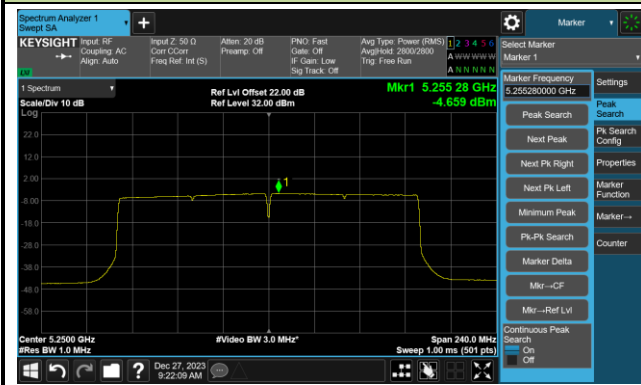 Spectrum Analyzer 1
Swept SA
Marker
KEYSIGHT
Input: RF
Coupling: AC
Align: Auto
Input Z: 50 Ω
Corr CCorr
Freq Ref: Int (S)
Atten: 20 dB
Preamp: Off
PNO: Fast
Gate: Off
IF Gain: Low
Sig Track: Off
Avg Type: Power (RMS)
Avg|Hold: 2800/2800
Trig: Free Run
1 2 3 4 5 6
A W W W W W
A N N N N N
LW
Select Marker
Marker 1
1 Spectrum
Scale/Div 10 dB
Ref Lvl Offset 22.00 dB
Ref Level 32.00 dBm
Mkr1 5.255 28 GHz
-4.659 dBm
Log
22.0
12.0
2.00
-8.00
-18.0
-28.0
-38.0
-48.0
-58.0
1
Center 5.2500 GHz
#Res BW 1.0 MHz
#Video BW 3.0 MHz*
Span 240.0 MHz
Sweep 1.00 ms (501 pts)
Marker Frequency
5.255280000 GHz
Peak Search
Next Peak
Next Pk Right
Next Pk Left
Minimum Peak
Pk-Pk Search
Marker Delta
Mkr→CF
Mkr→Ref Lvl
Continuous Peak
Search
On
Off
Settings
Peak
Search
Pk Search
Config
Properties
Marker
Function
Marker→
Counter
Dec 27, 2023
9:22:09 AM